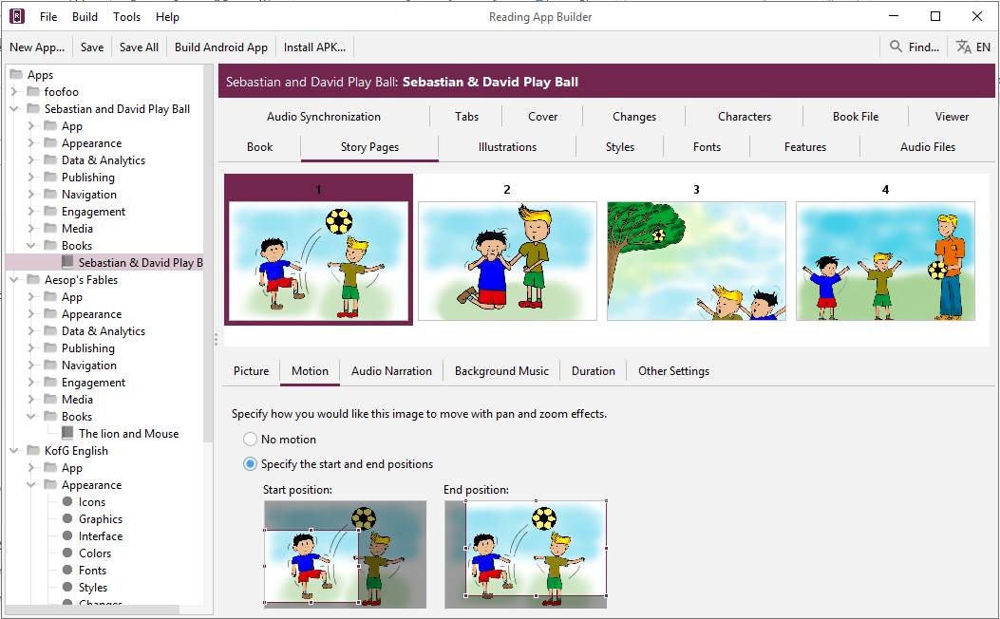 File Build Tools Help Reading App Builder
New App... Save Save All Build Android App Install APK... Find... EN
Apps
foofoo
Sebastian and David Play Ball
App
Appearance
Data & Analytics
Publishing
Navigation
Engagement
Media
Books
Sebastian & David Play B
Aesop's Fables
App
Appearance
Data & Analytics
Publishing
Navigation
Engagement
Media
Books
The lion and Mouse
KofG English
App
Appearance
Icons
Graphics
Interface
Colors
Fonts
Styles
Changes
Sebastian and David Play Ball: Sebastian & David Play Ball
Audio Synchronization Tabs Cover Changes Characters Book File Viewer
Book Story Pages Illustrations Styles Fonts Features Audio Files
1 2 3 4
Picture Motion Audio Narration Background Music Duration Other Settings
Specify how you would like this image to move with pan and zoom effects.
No motion
Specify the start and end positions
Start position: End position: